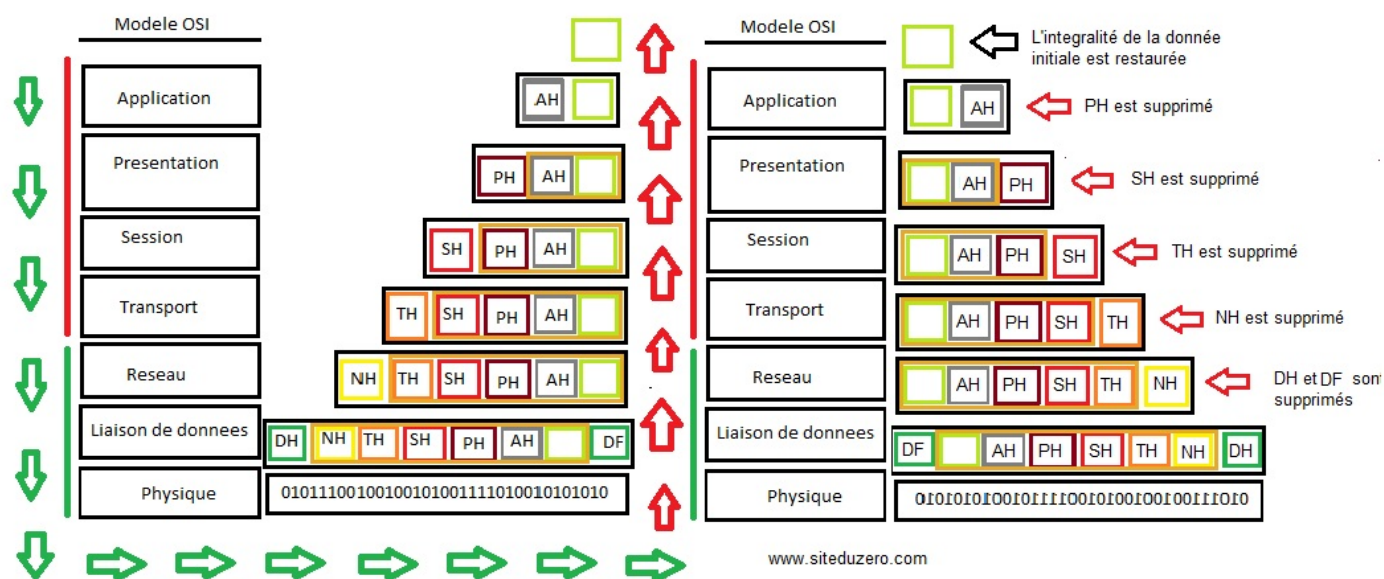 Modele OSI
Application
Presentation
Session
Transport
Reseau
Liaison de donnees
Physique
AH
PH AH
SH PH AH
TH SH PH AH
NH TH SH PH AH
DH NH TH SH PH AH DF
01011100100100101001111010010101010
Modele OSI
Application
Presentation
Session
Transport
Reseau
Liaison de donnees
Physique
L'integralité de la donnée
initiale est restaurée
AH
PH est supprimé
AH PH
SH est supprimé
AH PH SH
TH est supprimé
AH PH SH TH
NH est supprimé
AH PH SH TH NH
DH et DF son
supprimés
DF AH PH SH TH NH DH
01010101001011110010100100100111010
www.siteduzero.com